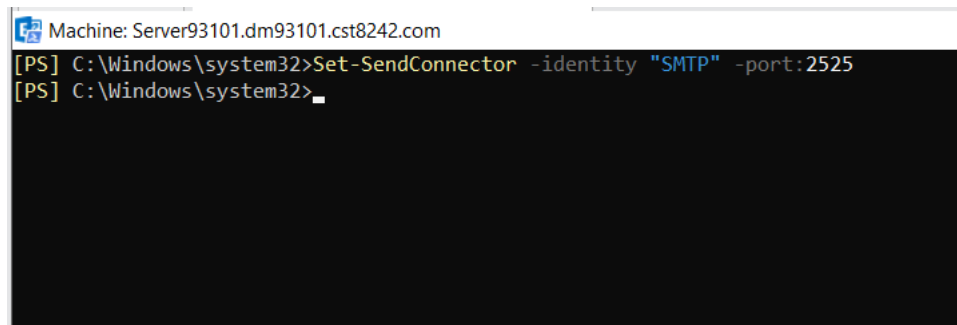 Machine: Server93101.dm93101.cst8242.com
[PS] C:\Windows\system32>Set-SendConnector -identity "SMTP" -port:2525
[PS] C:\Windows\system32>